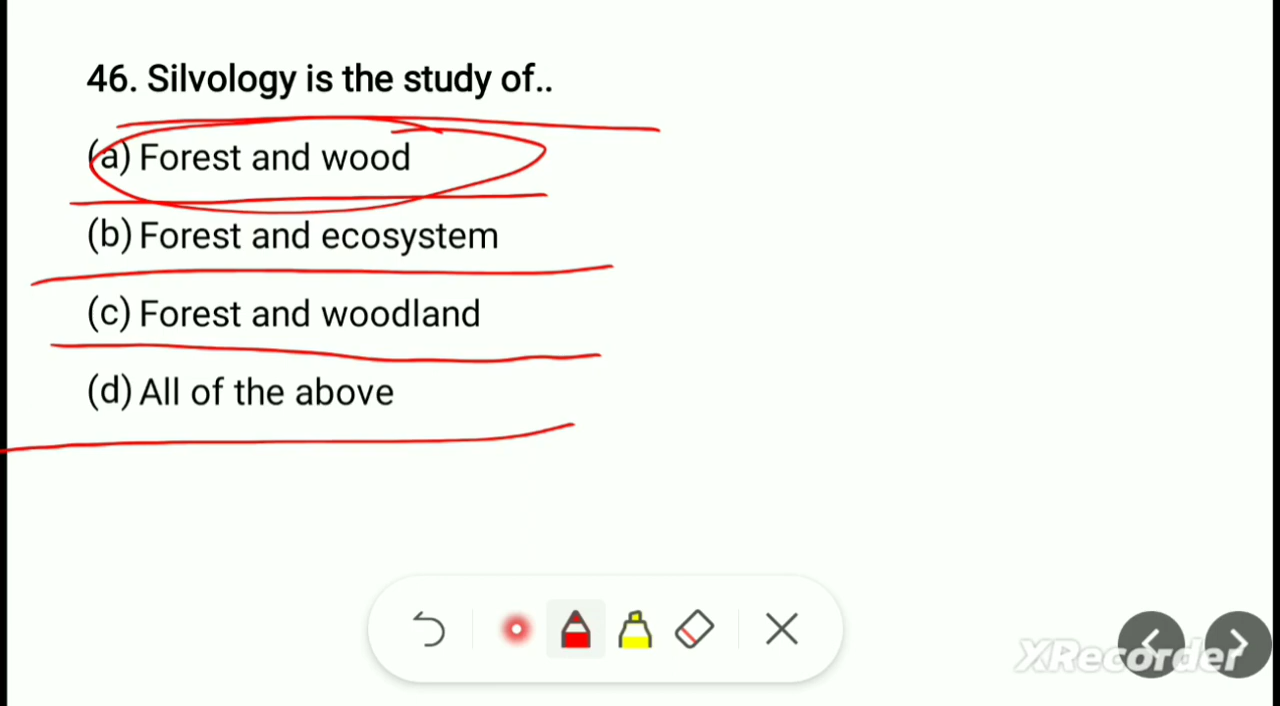 46. Silvology is the study of..
(a) Forest and wood
(b) Forest and ecosystem
(c) Forest and woodland
(d) All of the above
XRecorder